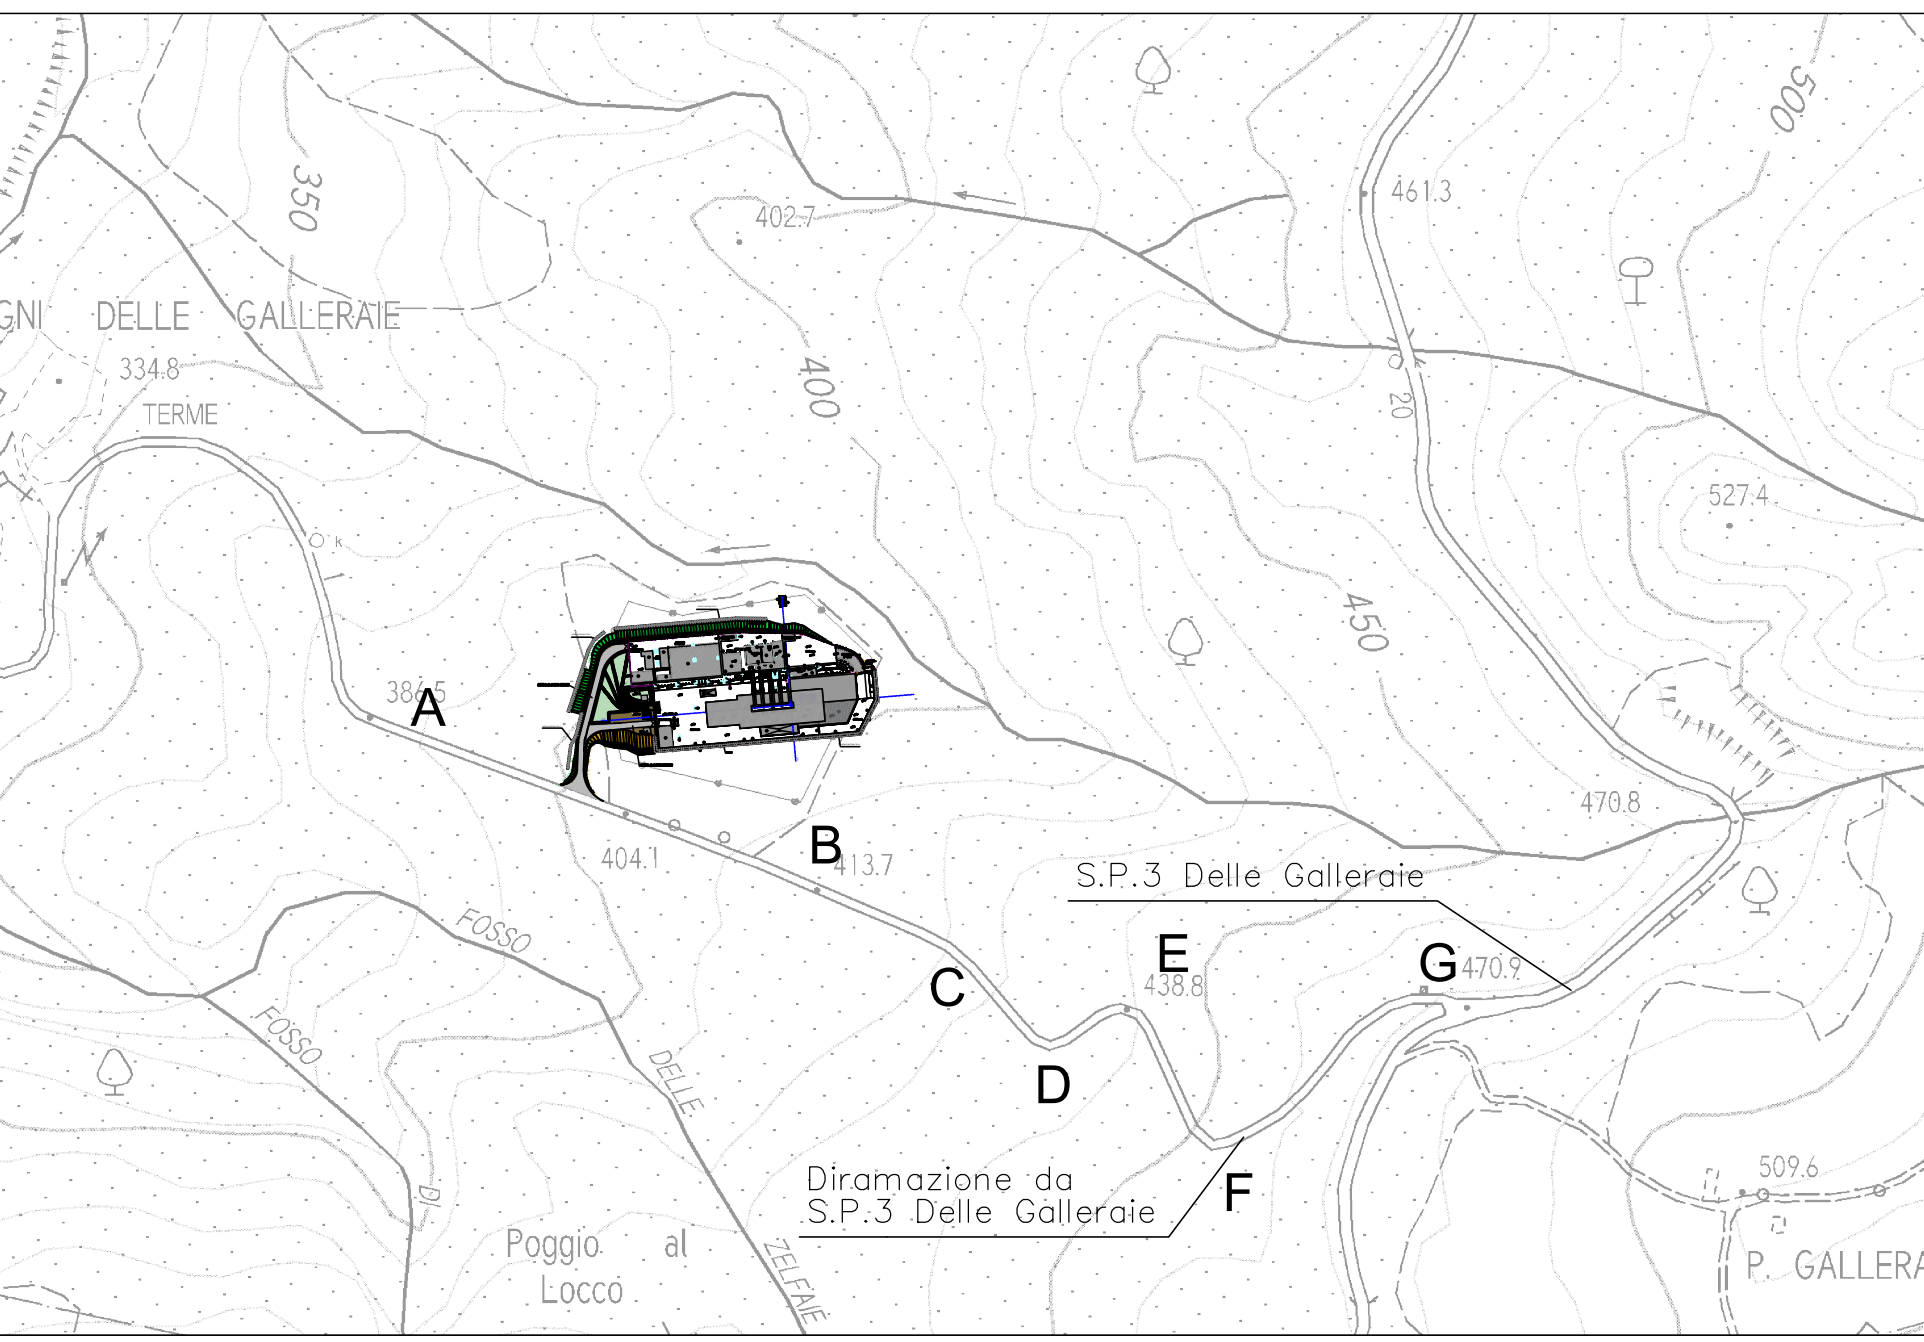 500
461.3
350
402.7
GNI DELLE GALLERAIE
334.8
400
20
TERME
527.4
k
450
386.5
A
470.8
B
404.1
413.7
S.P.3 Delle Galleraie
FOSSO
E
G
470.9
C
438.8
FOSSO
D
DELLE
Diramazione da
S.P.3 Delle Galleraie
F
509.6
DI
Poggio al
Locco
ZELFAIE
P. GALLERA